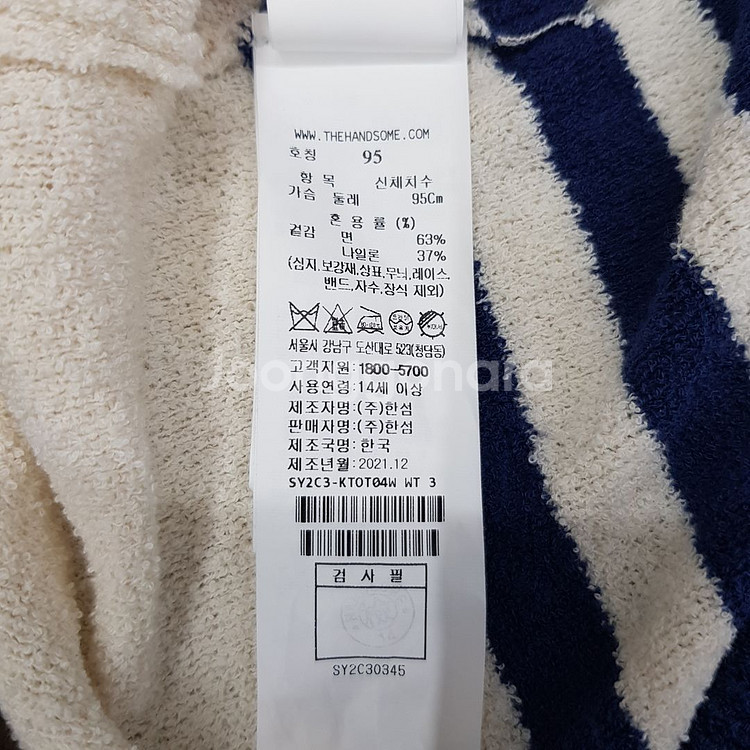 WWW.THEHANDSOME.COM
호칭 95
항 목 신체치수
가슴 둘레 95Cm
혼 용 률 (%)
겉감 면 63%
나일론 37%
(심지,보강재,상표,무늬,레이스,
밴드,자수,장식 제외)
서울시 강남구 도산대로 523(청담동)
고객지원:1800-5700
사용연령:14세 이상
제조자명:(주)한섬
판매자명:(주)한섬
제조국명:한국
제조년월:2021.12
SY2C3-KTOT04W WT 3
검 사 필
SY2C30345